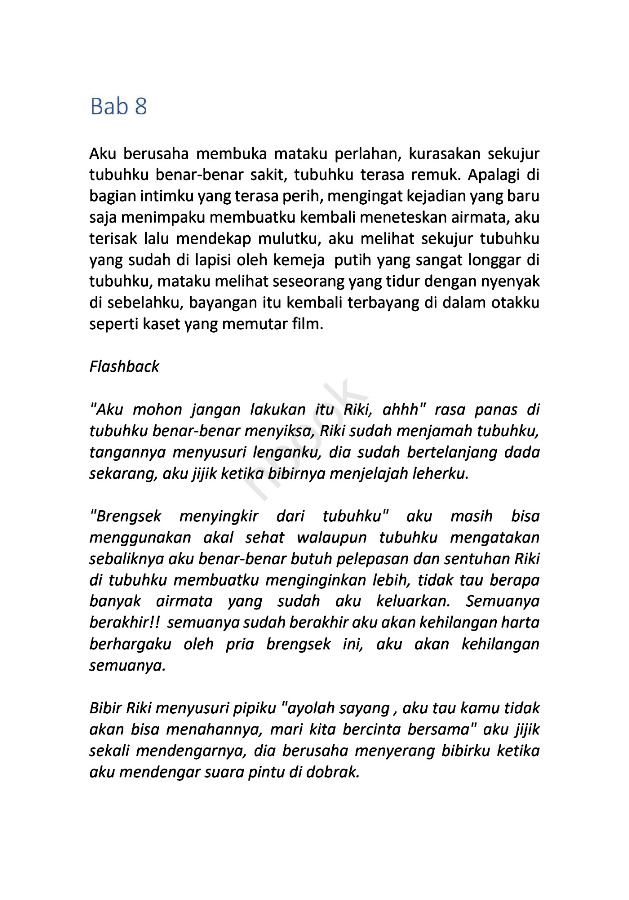 Bab 8
Aku berusaha membuka mataku perlahan, kurasakan sekujur
tubuhku benar-benar sakit, tubuhku terasa remuk. Apalagi di
bagian intimku yang terasa perih, mengingat kejadian yang baru
saja menimpaku membuatku kembali meneteskan airmata, aku
terisak lalu mendekap mulutku, aku melihat sekujur tubuhku
yang sudah di lapisi oleh kemeja  putih yang sangat longgar di
tubuhku, mataku melihat seseorang yang tidur dengan nyenyak
di sebelahku, bayangan itu kembali terbayang di dalam otakku
seperti kaset yang memutar film.
Flashback
"Aku mohon jangan lakukan itu Riki, ahhh" rasa panas di
tubuhku benar-benar menyiksa, Riki sudah menjamah tubuhku,
tangannya menyusuri lenganku, dia sudah bertelanjang dada
sekarang, aku jijik ketika bibirnya menjelajah leherku.
"Brengsek menyingkir dari tubuhku" aku masih bisa
menggunakan akal sehat walaupun tubuhku mengatakan
sebaliknya aku benar-benar butuh pelepasan dan sentuhan Riki
di tubuhku membuatku menginginkan lebih, tidak tau berapa
banyak airmata yang sudah aku keluarkan. Semuanya
berakhir!!  semuanya sudah berakhir aku akan kehilangan harta
berhargaku oleh pria brengsek ini, aku akan kehilangan
semuanya.
Bibir Riki menyusuri pipiku "ayolah sayang , aku tau kamu tidak
akan bisa menahannya, mari kita bercinta bersama" aku jijik
sekali mendengarnya, dia berusaha menyerang bibirku ketika
aku mendengar suara pintu di dobrak.